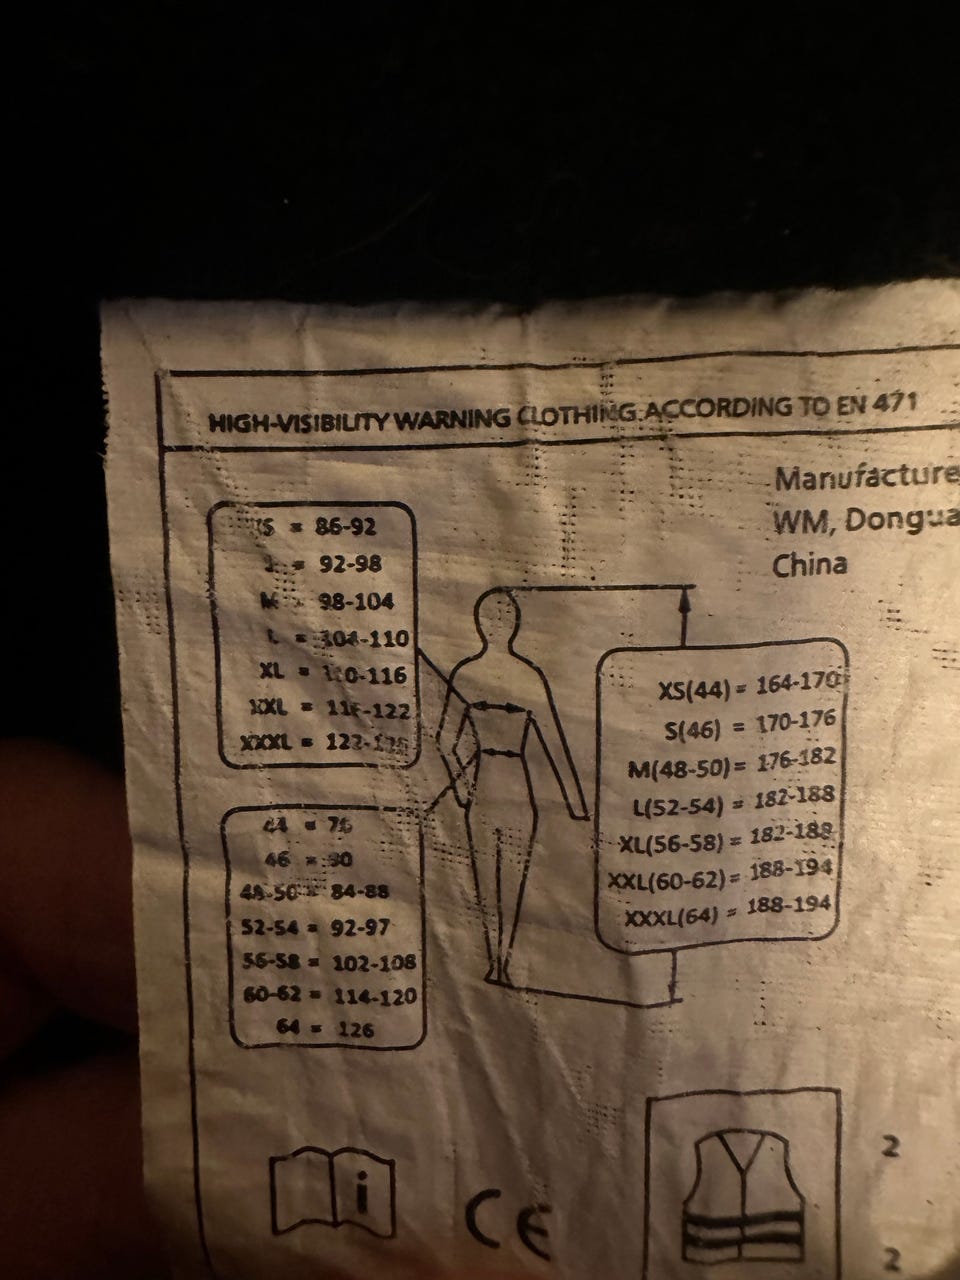 HIGH-VISIBILITY WARNING CLOTHING ACCORDING TO EN 471
Manufacture
WM, Dongua
China
XS = 86-92
= 92-98
M = 98-104
L = 104-110
XL = 110-116
XXL = 116-122
XXXL = 122-128
44 = 76
46 = 80
48-50 = 84-88
52-54 = 92-97
56-58 = 102-108
60-62 = 114-120
64 = 126
XS(44) = 164-170
S(46) = 170-176
M(48-50) = 176-182
L(52-54) = 182-188
XL(56-58) = 182-188
XXL(60-62) = 188-194
XXXL(64) = 188-194
i
CE
2
2